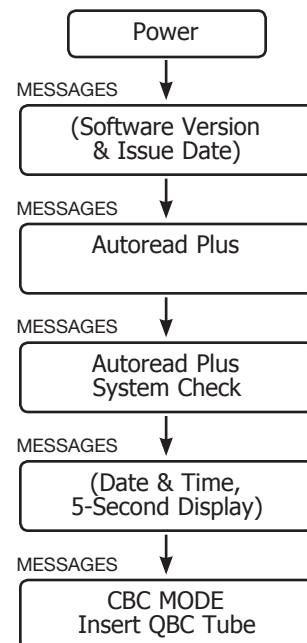 Power
MESSAGES
(Software Version
& Issue Date)
MESSAGES
Autoread Plus
MESSAGES
Autoread Plus
System Check
MESSAGES
(Date & Time,
5-Second Display)
MESSAGES
CBC MODE
Insert QBC Tube